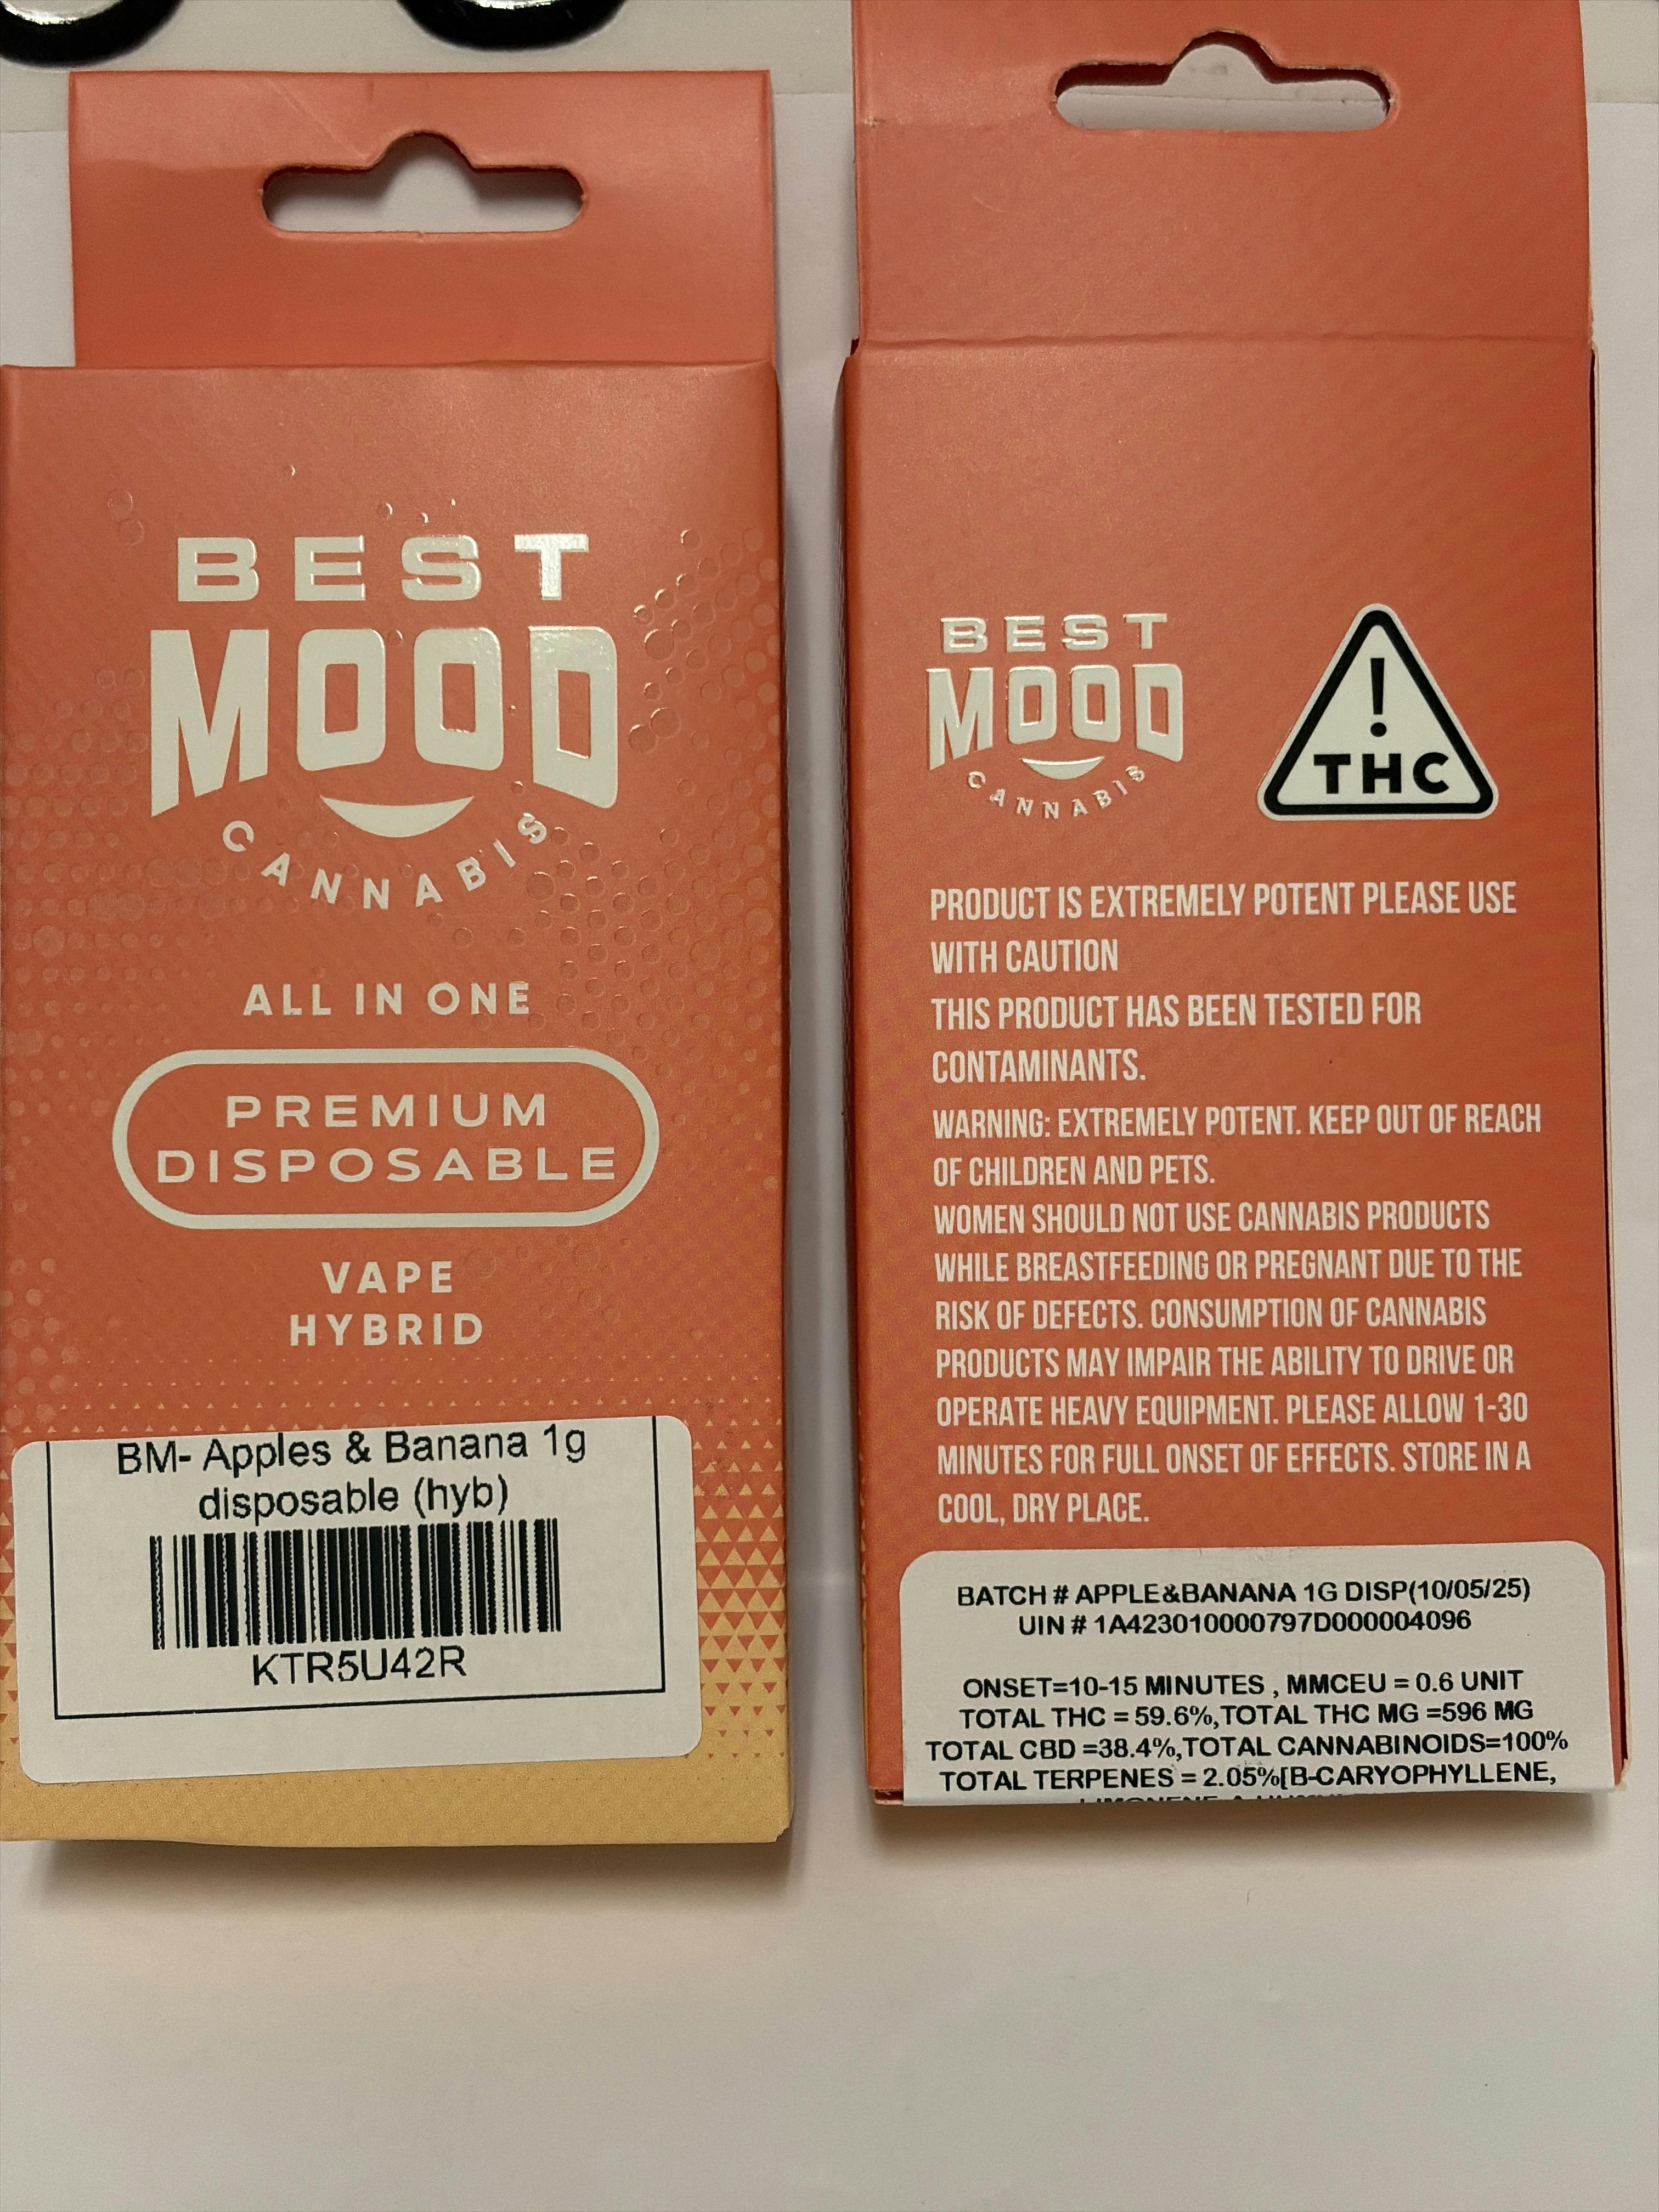 BEST
MOOD
CANNABIS
ALL IN ONE
PREMIUM
DISPOSABLE
VAPE
HYBRID
BM- Apples & Banana 1g
disposable (hyb)
KTR5U42R
BEST
MOOD
CANNABIS
!
THC
PRODUCT IS EXTREMELY POTENT PLEASE USE
WITH CAUTION
THIS PRODUCT HAS BEEN TESTED FOR
CONTAMINANTS.
WARNING: EXTREMELY POTENT. KEEP OUT OF REACH
OF CHILDREN AND PETS.
WOMEN SHOULD NOT USE CANNABIS PRODUCTS
WHILE BREASTFEEDING OR PREGNANT DUE TO THE
RISK OF DEFECTS. CONSUMPTION OF CANNABIS
PRODUCTS MAY IMPAIR THE ABILITY TO DRIVE OR
OPERATE HEAVY EQUIPMENT. PLEASE ALLOW 1-30
MINUTES FOR FULL ONSET OF EFFECTS. STORE IN A
COOL, DRY PLACE.
BATCH # APPLE&BANANA 1G DISP(10/05/25)
UIN # 1A423010000797D000004096
ONSET=10-15 MINUTES , MMCEU = 0.6 UNIT
TOTAL THC = 59.6%,TOTAL THC MG =596 MG
TOTAL CBD =38.4%,TOTAL CANNABINOIDS=100%
TOTAL TERPENES = 2.05%[B-CARYOPHYLLENE,